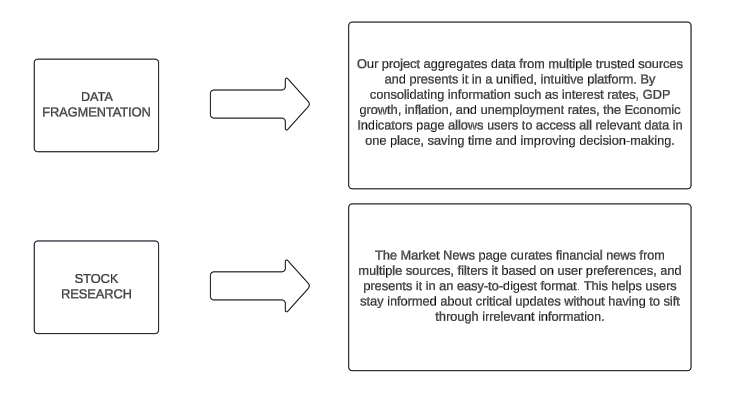 DATA
FRAGMENTATION
Our project aggregates data from multiple trusted sources
and presents it in a unified, intuitive platform. By
consolidating information such as interest rates, GDP
growth, inflation, and unemployment rates, the Economic
Indicators page allows users to access all relevant data in
one place, saving time and improving decision-making.
STOCK
RESEARCH
The Market News page curates financial news from
multiple sources, filters it based on user preferences, and
presents it in an easy-to-digest format. This helps users
stay informed about critical updates without having to sift
through irrelevant information.